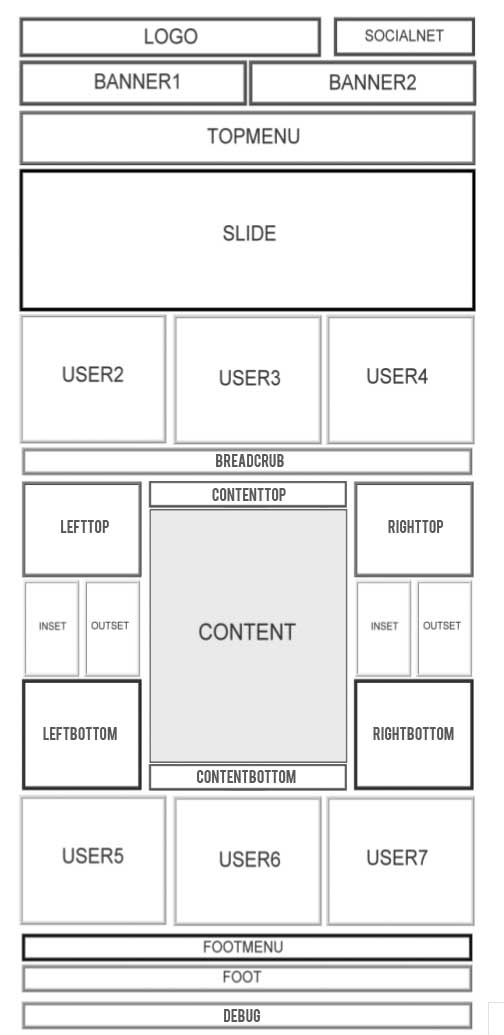 LOGO
SOCIALNET
BANNER1
BANNER2
TOPMENU
SLIDE
USER2
USER3
USER4
BREADCRUB
LEFTTOP
CONTENTTOP
RIGHTTOP
INSET
OUTSET
CONTENT
INSET
OUTSET
LEFTBOTTOM
RIGHTBOTTOM
CONTENTBOTTOM
USER5
USER6
USER7
FOOTMENU
FOOT
DEBUG